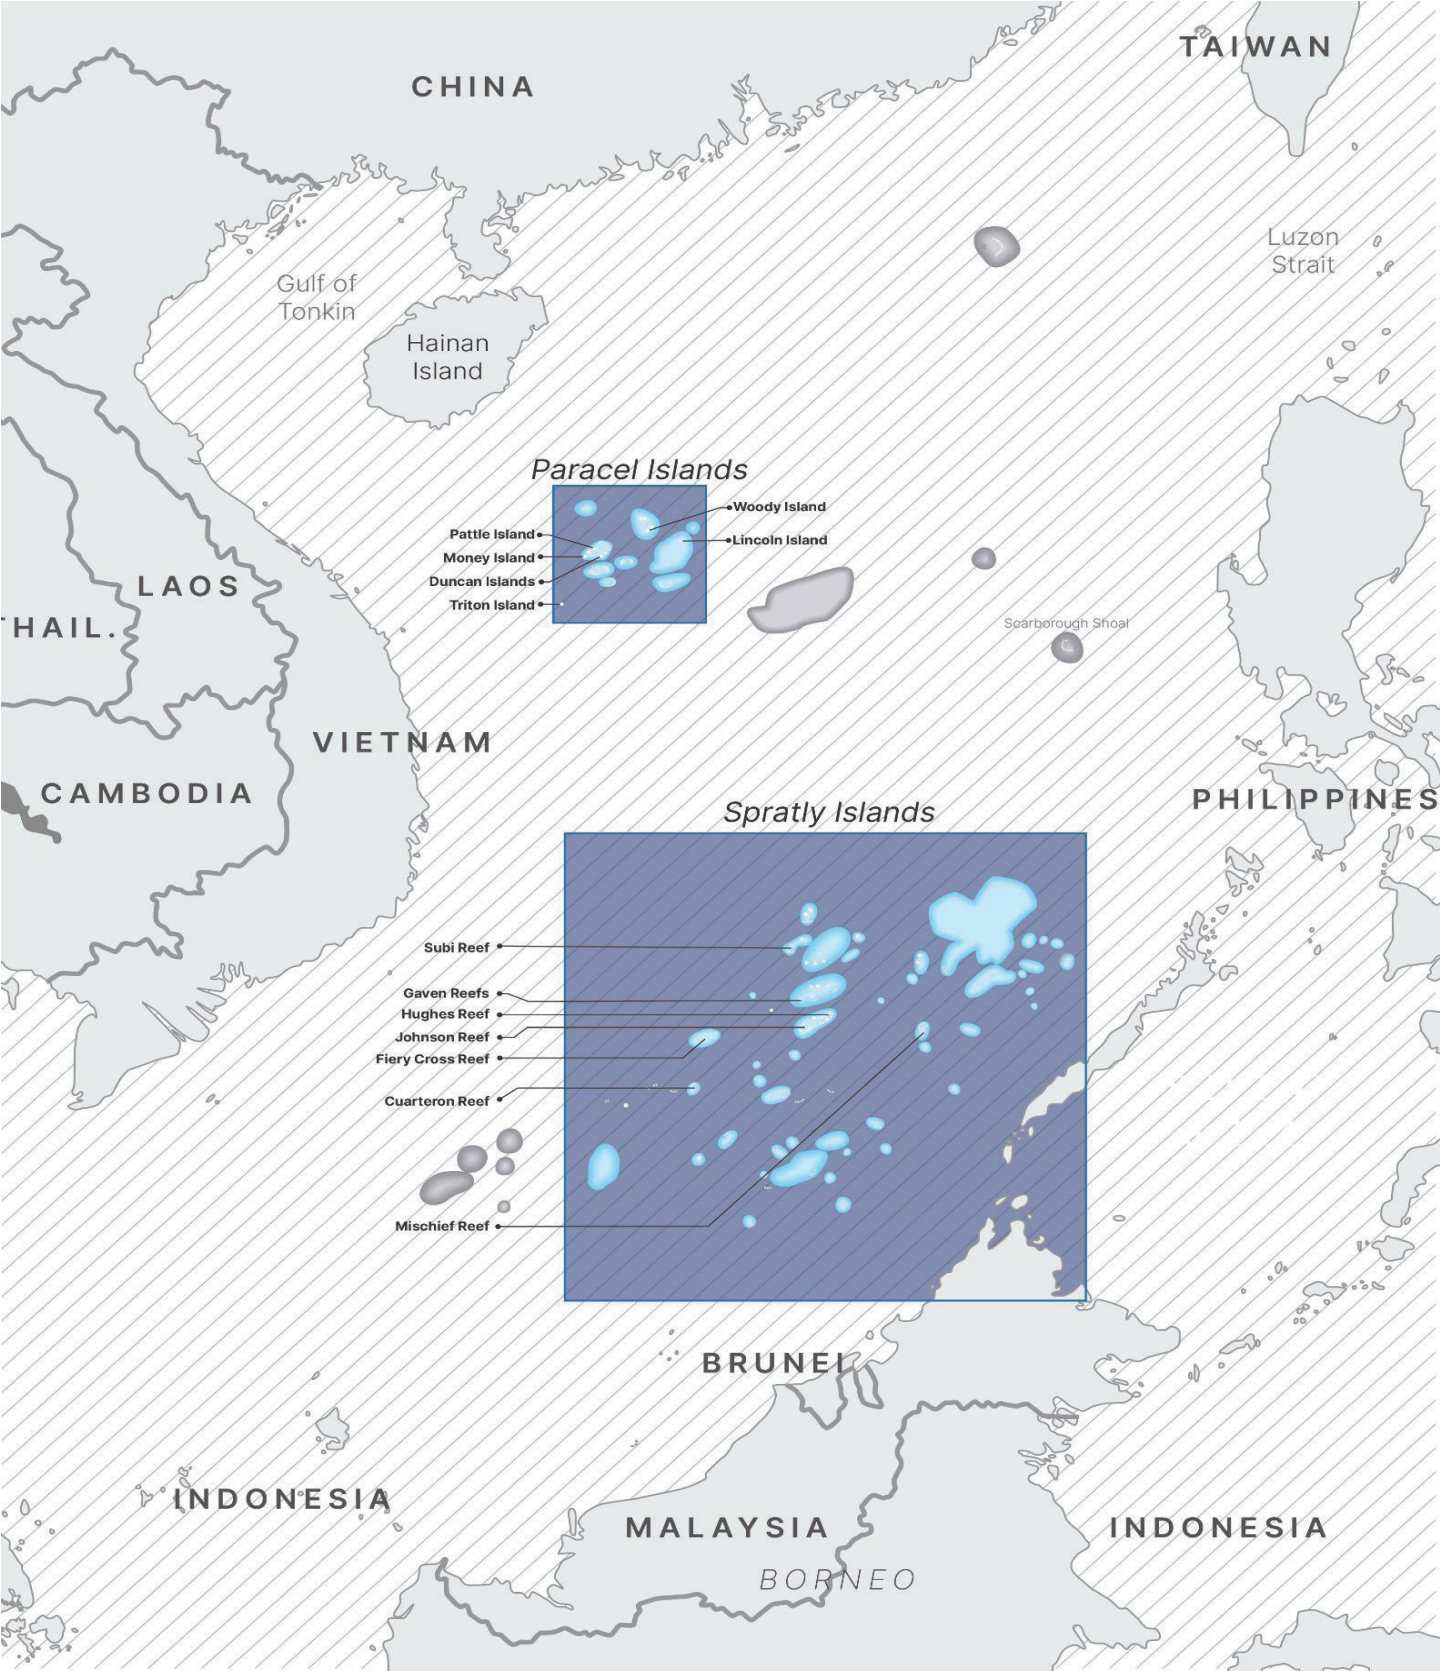 TAIWAN
CHINA
Luzon
Strait
Gulf of
Tonkin
Hainan
Island
Paracel Islands
Woody Island
Pattle Island
Lincoln Island
Money Island
Duncan Islands
Triton Island
LAOS
THAIL.
Scarborough Shoal
VIETNAM
CAMBODIA
PHILIPPINES
Spratly Islands
Subi Reef
Gaven Reefs
Hughes Reef
Johnson Reef
Fiery Cross Reef
Cuarteron Reef
Mischief Reef
BRUNEI
INDONESIA
MALAYSIA
INDONESIA
BORNEO